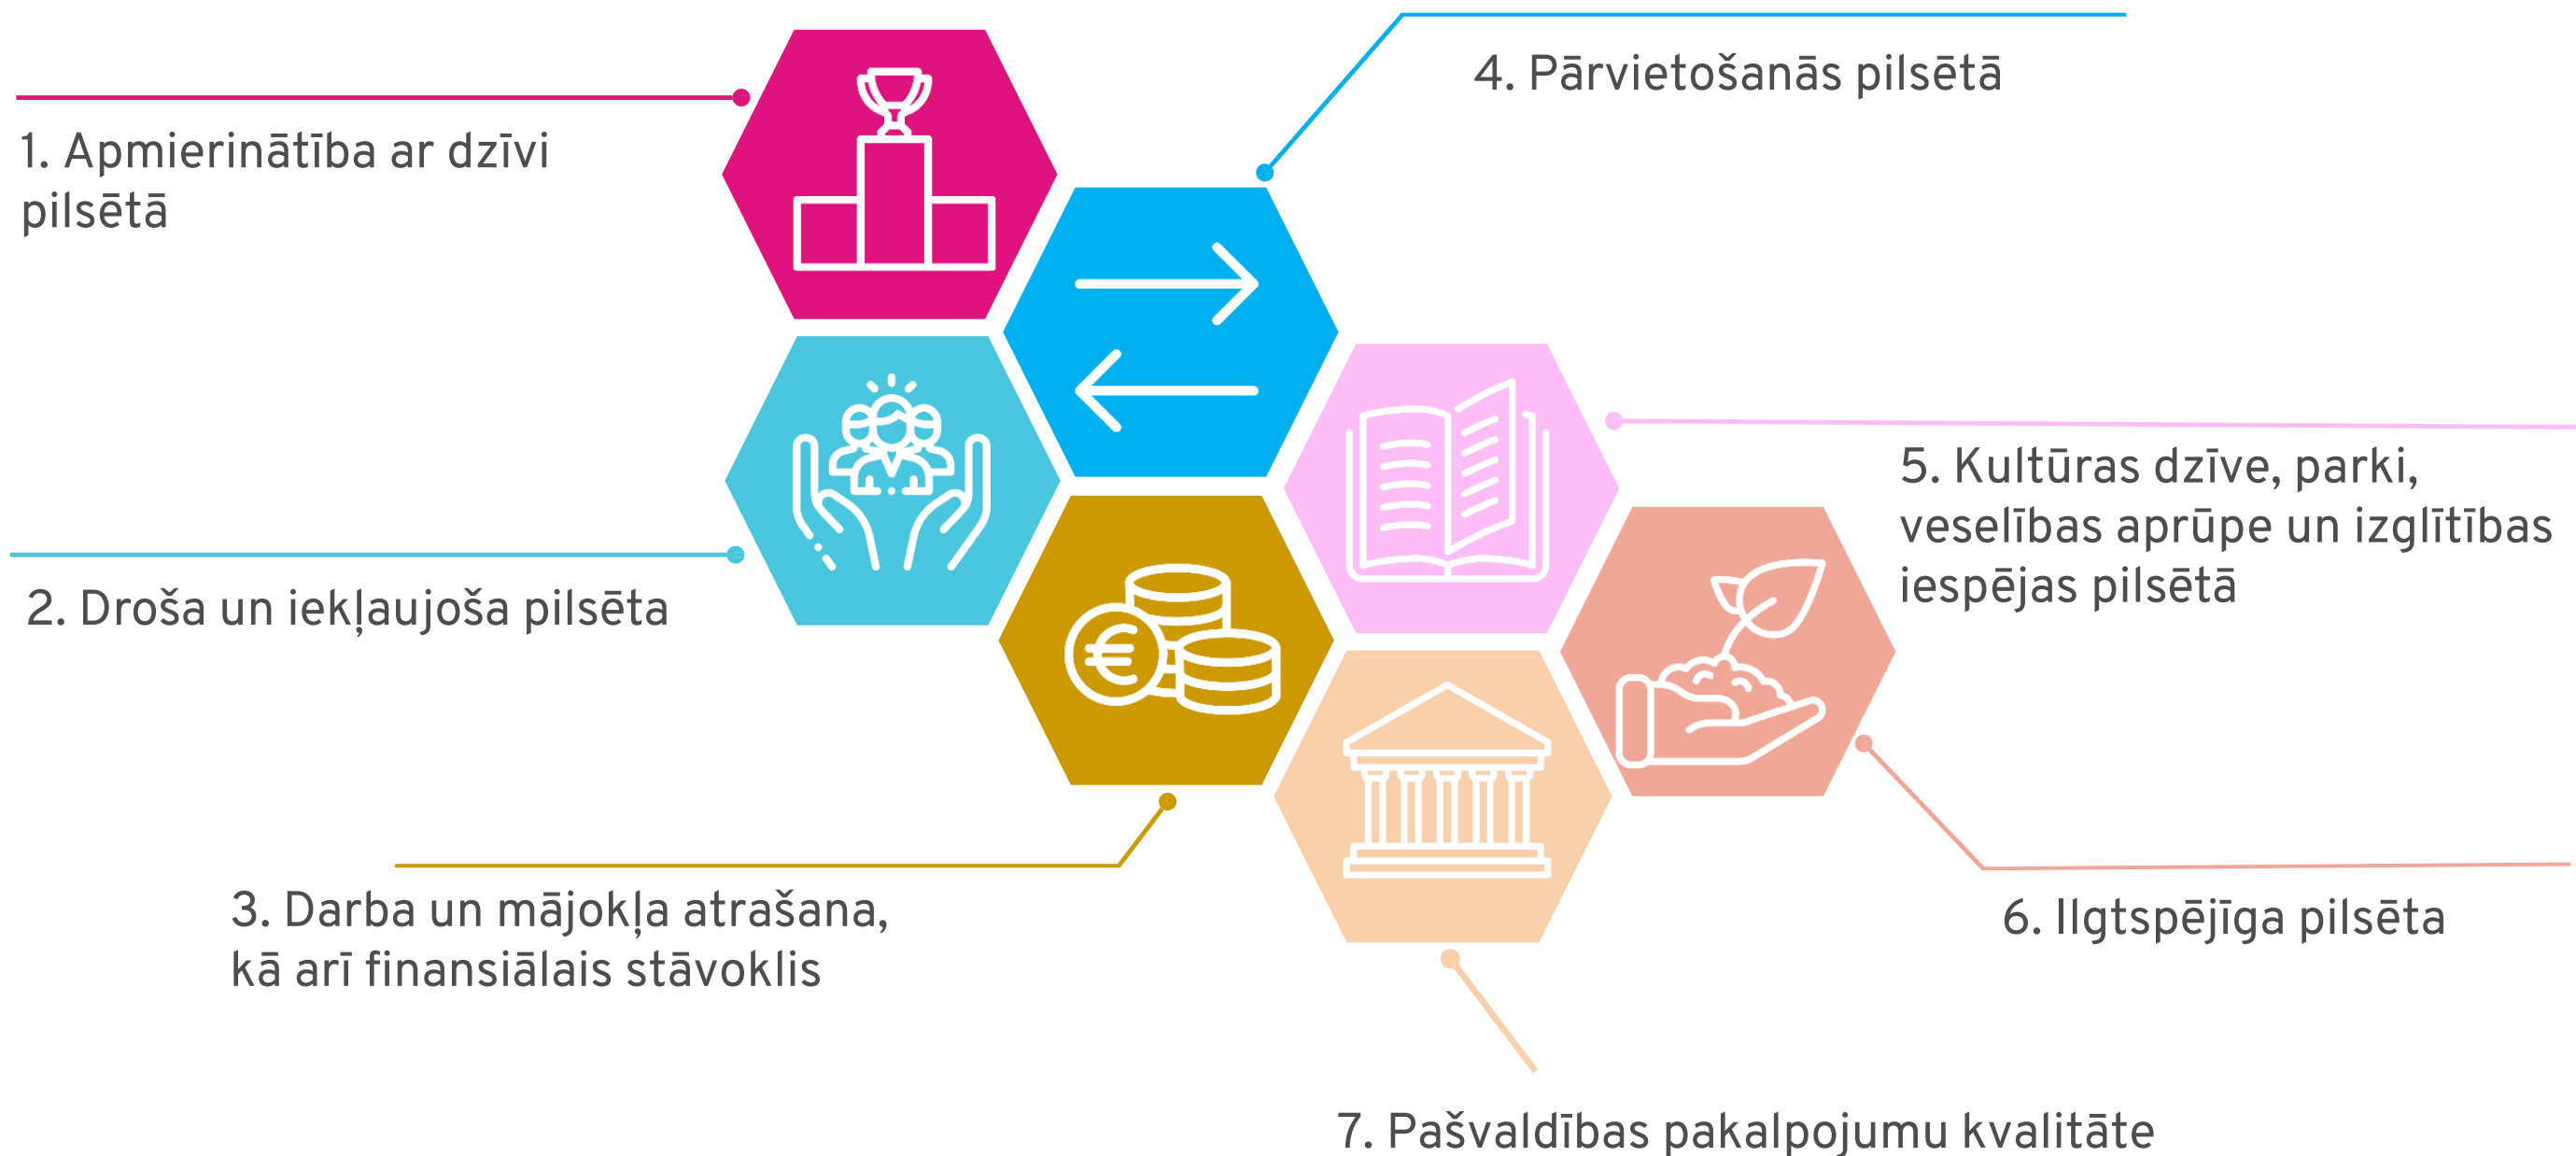 1. Apmierinātība ar dzīvi
pilsētā
2. Droša un iekļaujoša pilsēta
3. Darba un mājokļa atrašana,
kā arī finansiālais stāvoklis
4. Pārvietošanās pilsētā
5. Kultūras dzīve, parki,
veselības aprūpe un izglītības
iespējas pilsētā
6. Ilgtspējīga pilsēta
7. Pašvaldības pakalpojumu kvalitāte